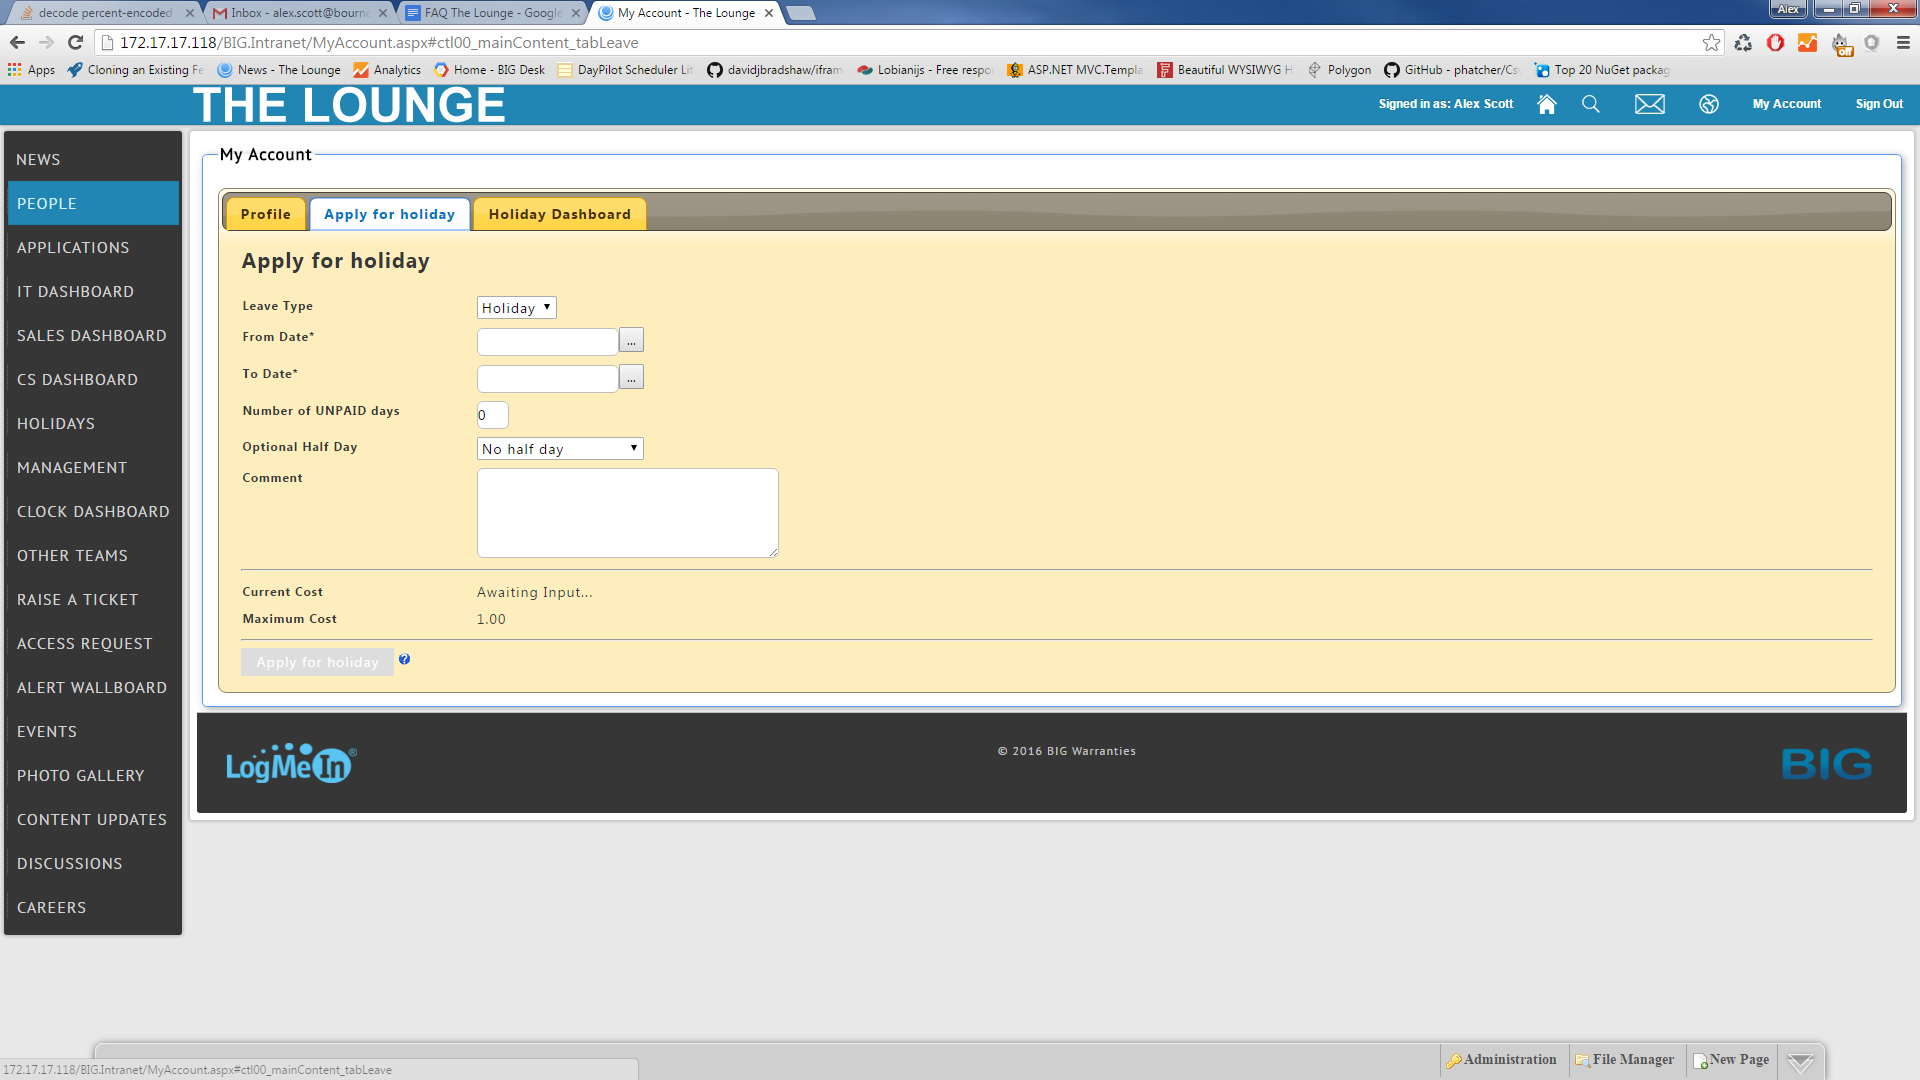 decode percent-encoded
Inbox - alex.scott@bourne
FAQ The Lounge - Google
My Account - The Lounge
Alex
172.17.17.118/BIG.Intranet/MyAccount.aspx#ctl00_mainContent_tabLeave
Apps
Cloning an Existing Fe
News - The Lounge
Analytics
Home - BIG Desk
DayPilot Scheduler Lit
davidjbradshaw/ifram
Lobianijs - Free respo
ASP.NET MVC.Templa
Beautiful WYSIWYG H
Polygon
GitHub - phatcher/Cs
Top 20 NuGet packag
off
THE LOUNGE
Signed in as: Alex Scott
My Account
Sign Out
NEWS
PEOPLE
APPLICATIONS
IT DASHBOARD
SALES DASHBOARD
CS DASHBOARD
HOLIDAYS
MANAGEMENT
CLOCK DASHBOARD
OTHER TEAMS
RAISE A TICKET
ACCESS REQUEST
ALERT WALLBOARD
EVENTS
PHOTO GALLERY
CONTENT UPDATES
DISCUSSIONS
CAREERS
My Account
Profile
Apply for holiday
Holiday Dashboard
Apply for holiday
Leave Type
Holiday
From Date*
...
To Date*
...
Number of UNPAID days
0
Optional Half Day
No half day
Comment
Current Cost
Awaiting Input...
Maximum Cost
1.00
Apply for holiday
?
LogMeIn®
© 2016 BIG Warranties
BIG
Administration
File Manager
New Page
172.17.17.118/BIG.Intranet/MyAccount.aspx#ctl00_mainContent_tabLeave